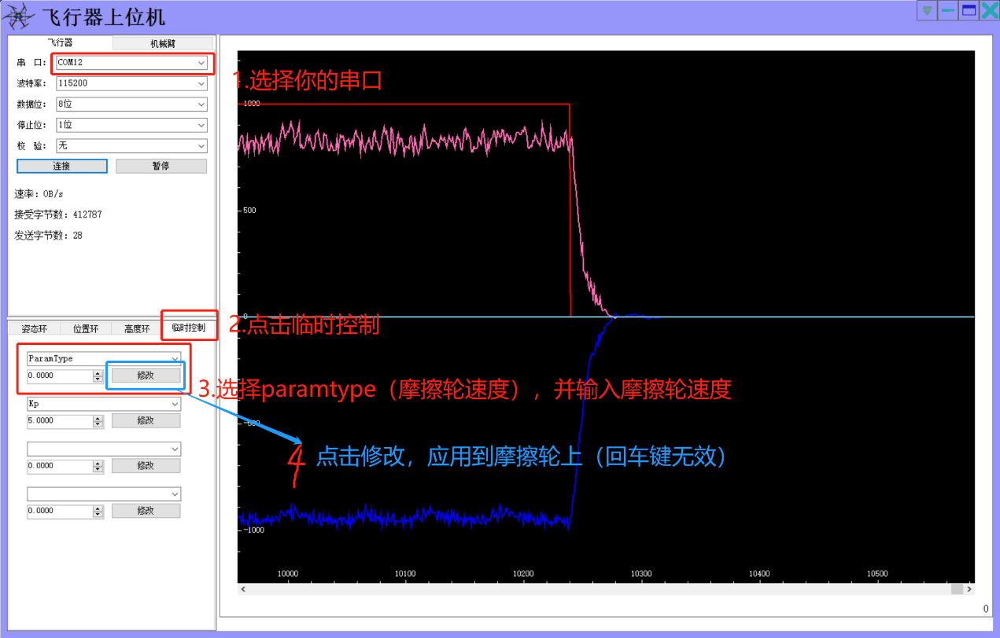 飞行器上位机
飞行器 机械臂
串 口: COM12
波特率: 115200
数据位: 8位
停止位: 1位
校 验: 无
连接 暂停
速率: 0B/s
接受字节数: 412787
发送字节数: 28
姿态环 位置环 高度环 临时控制
ParamType
0.0000 修改
Kp
5.0000 修改
0.0000 修改
0.0000 修改
1.选择你的串口
1000
500
0
2.点击临时控制
3.选择paramtype（摩擦轮速度），并输入摩擦轮速度
-500
4 点击修改，应用到摩擦轮上（回车键无效）
-1000
10000 10100 10200 10300 10400 10500
0